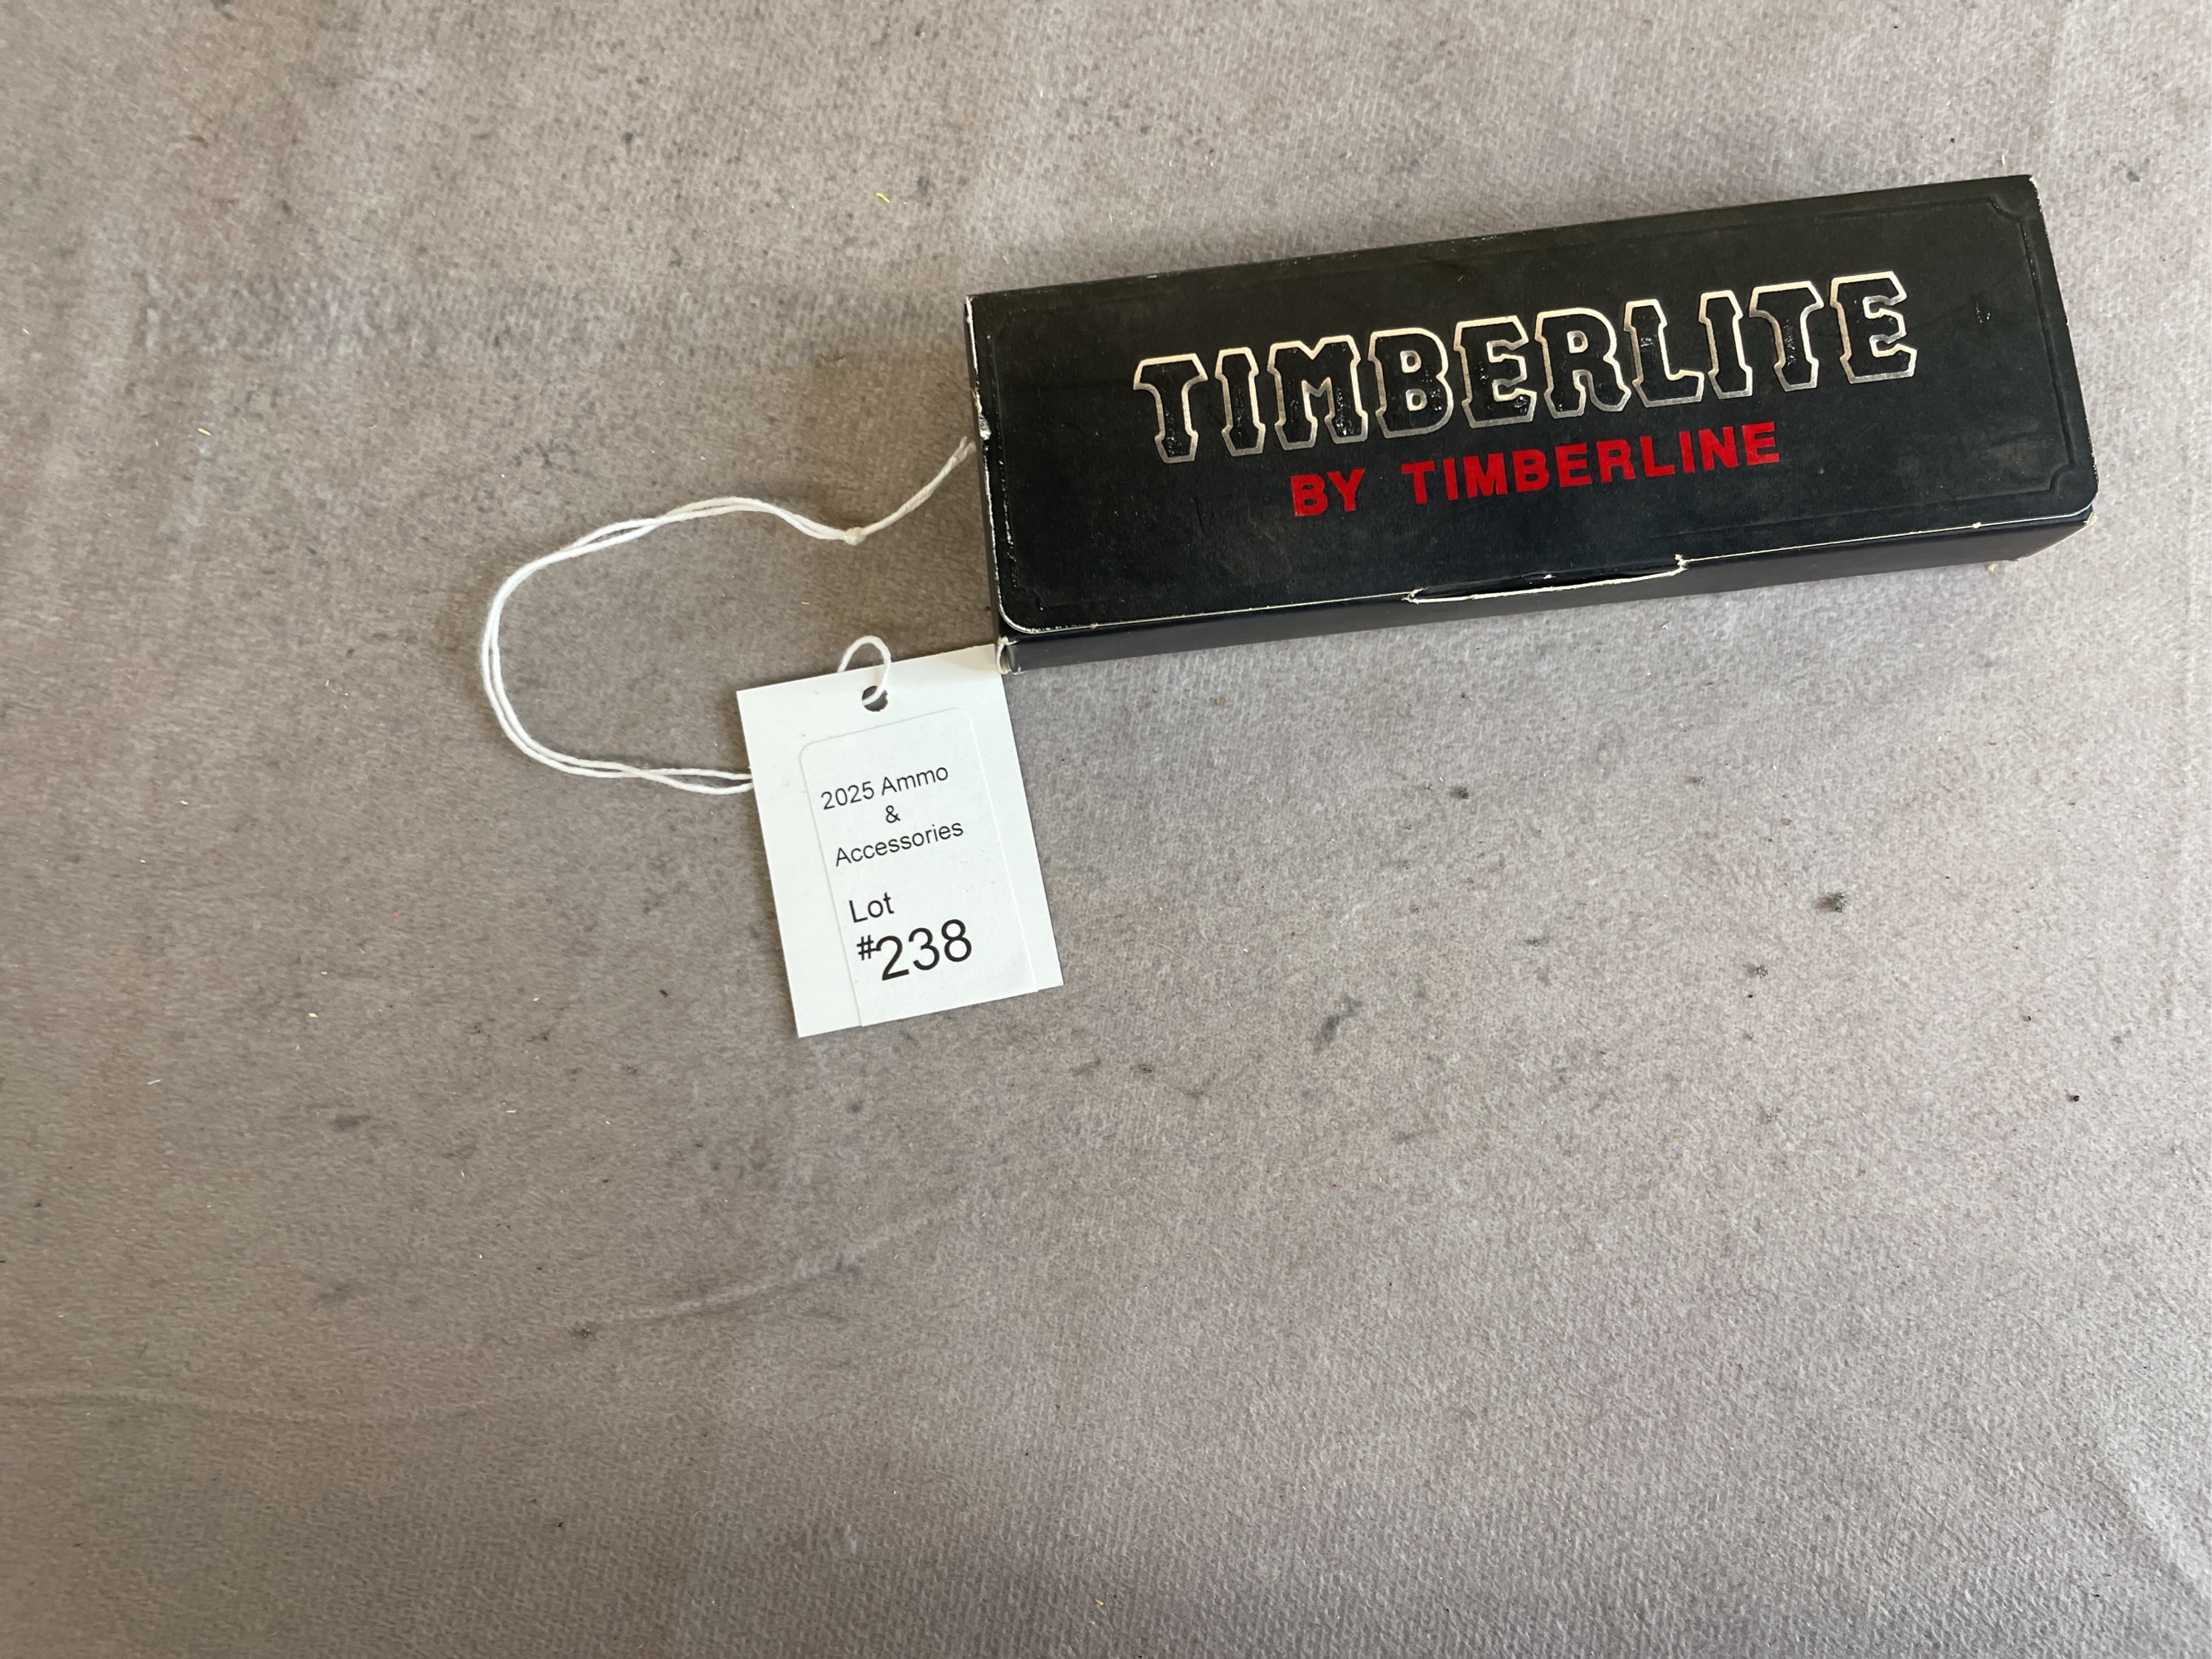 TIMBERLITE
BY TIMBERLINE
2025 Ammo
&
Accessories
Lot
#238